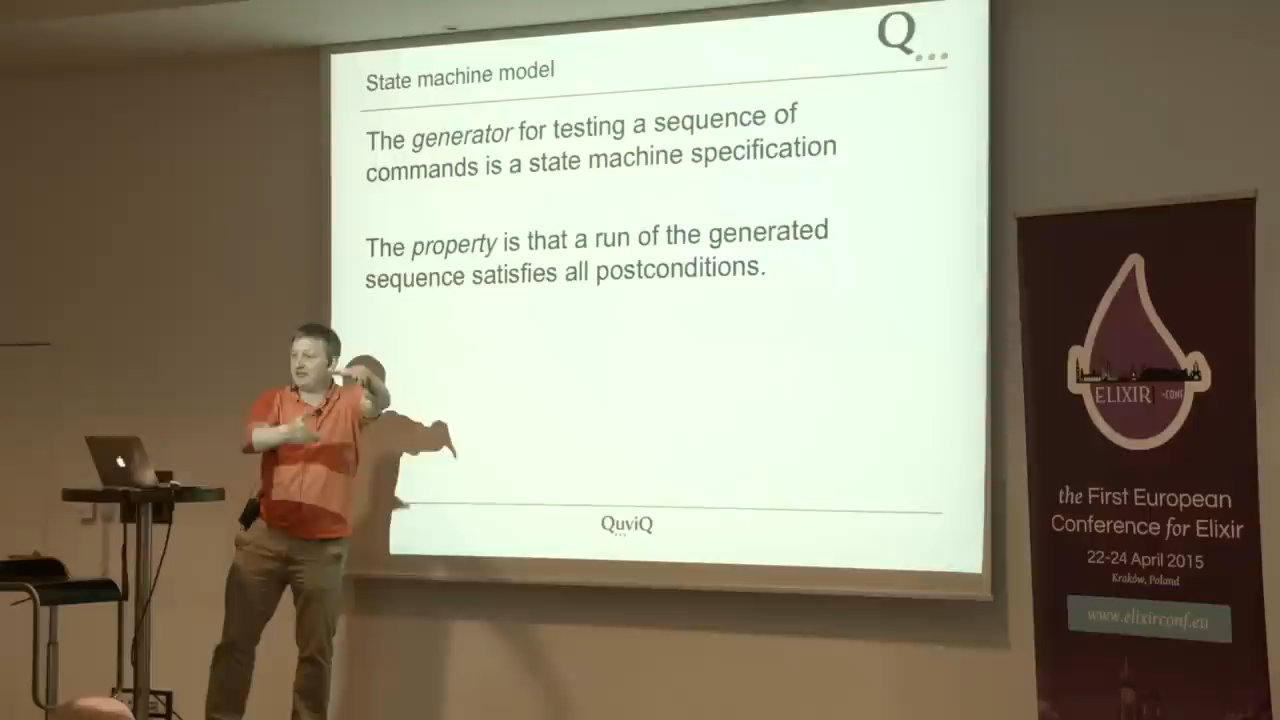 Q...
State machine model
The generator for testing a sequence of
commands is a state machine specification
The property is that a run of the generated
sequence satisfies all postconditions.
QuviQ
ELIXIR -CONF
the First European
Conference for Elixir
22-24 April 2015
Kraków, Poland
www.elixirconf.eu